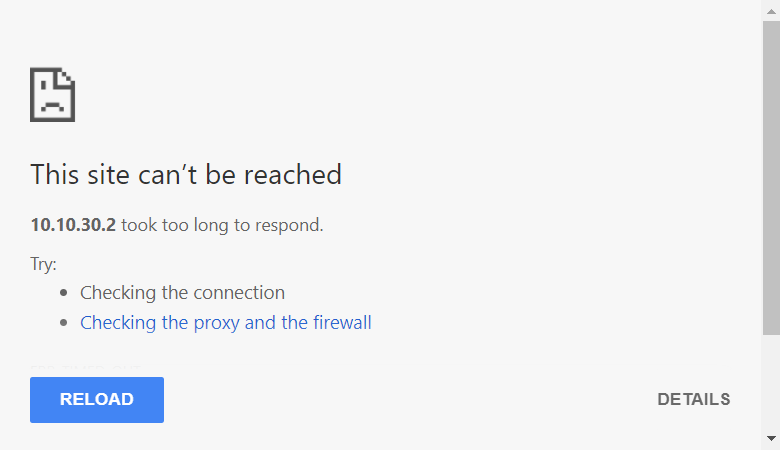 This site can’t be reached
10.10.30.2 took too long to respond.
Try:
Checking the connection
Checking the proxy and the firewall
RELOAD
DETAILS